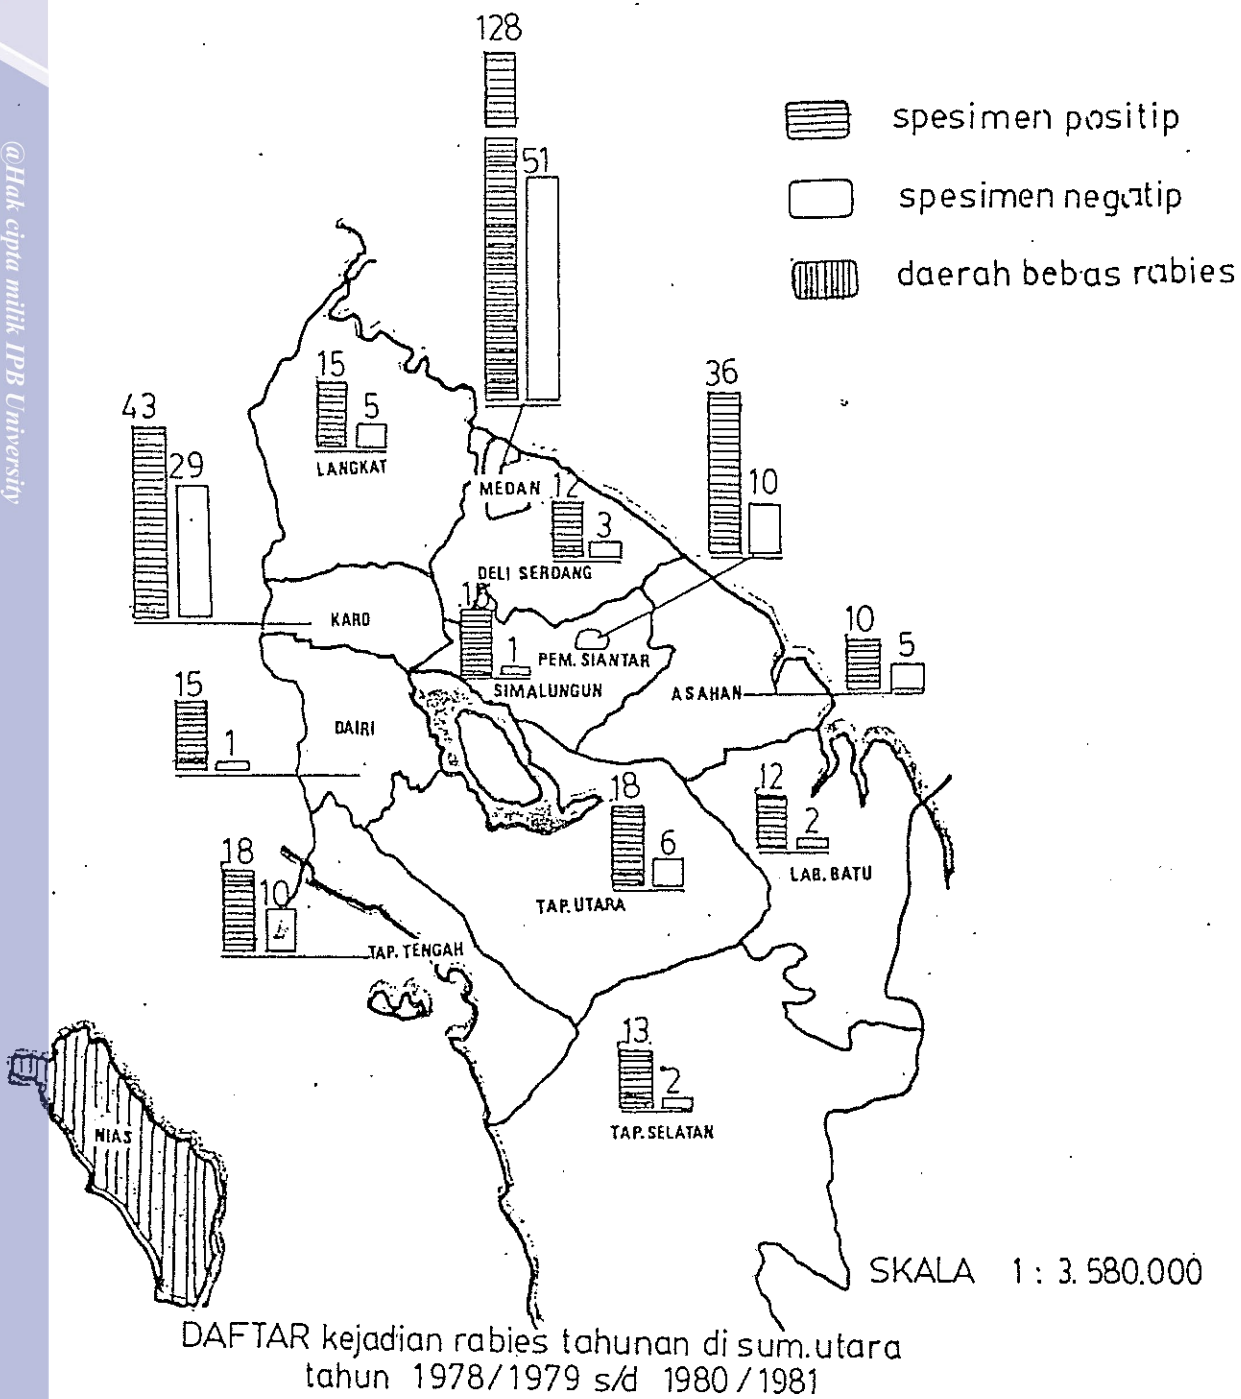 128
51
spesimen positip
spesimen negatip
daerah bebas rabies
@Hak cipta milik IPB University
15
5
LANGKAT
43
29
KARO
MEDAN
12
3
DELI SERDANG
36
10
PEM. SIANTAR
1
SIMALUNGUN
10
5
ASAHAN
15
1
DAIRI
18
6
TAP. UTARA
12
2
LAB. BATU
18
10
TAP. TENGAH
13
2
TAP. SELATAN
NIAS
SKALA 1 : 3.580.000
DAFTAR kejadian rabies tahunan di sum.utara
tahun 1978/1979 s/d 1980/1981